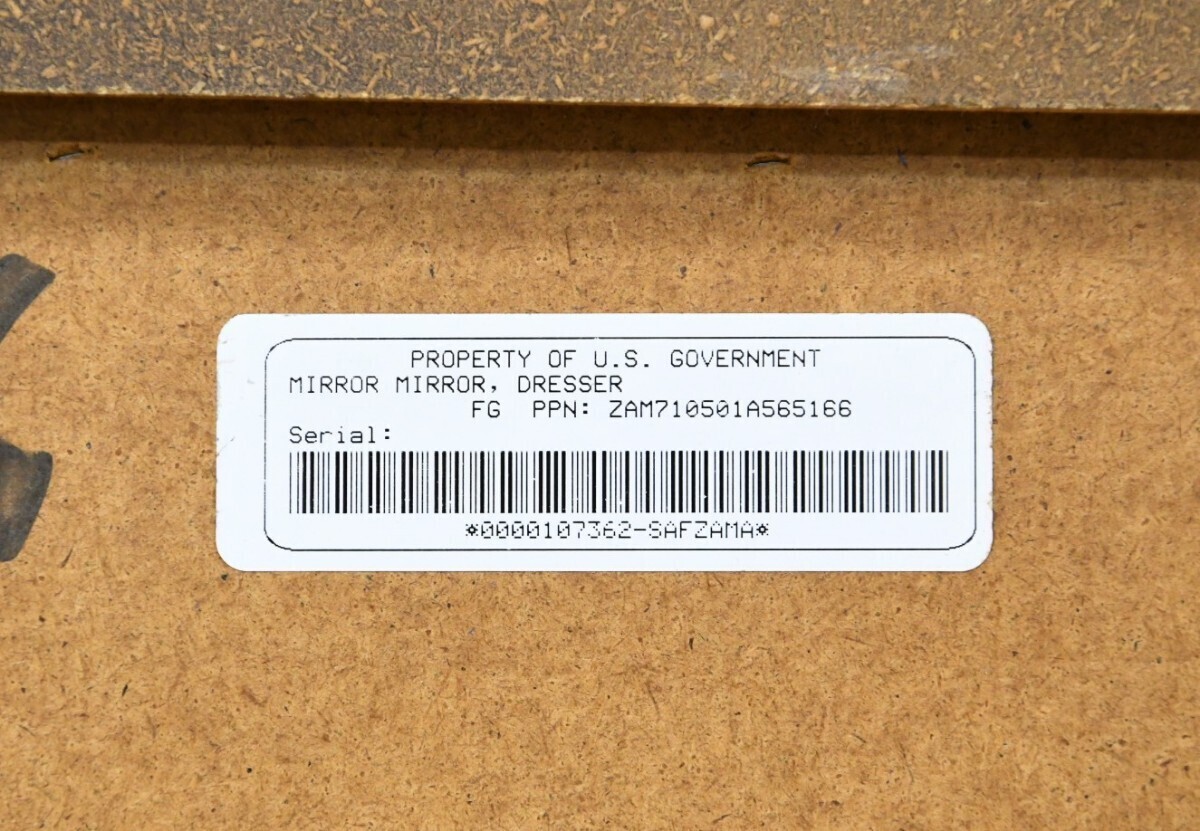 PROPERTY OF U.S. GOVERNMENT
MIRROR MIRROR, DRESSER
FG PPN: ZAM710501A565166
Serial:
*0000107362-SAFZAMA*